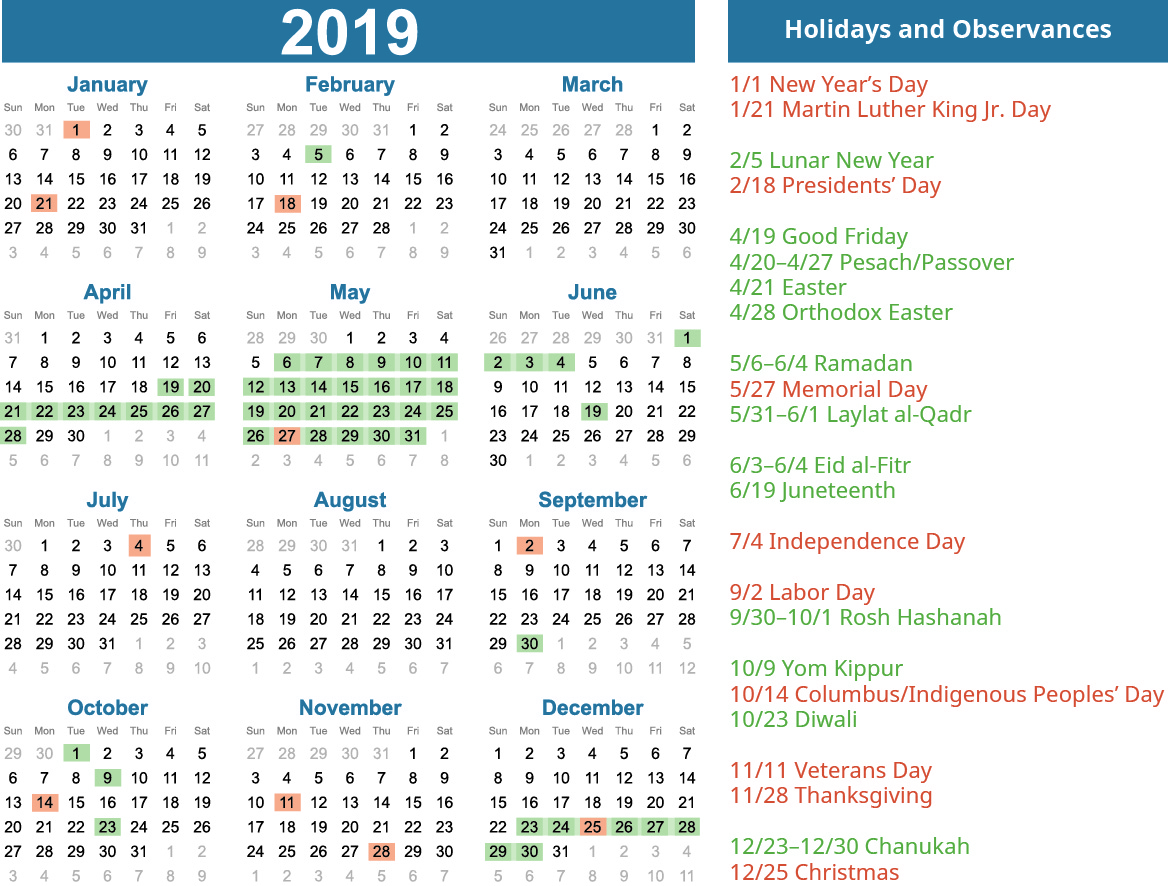 2019
January February March
Sun Mon Tue Wed Thu Fri Sat Sun Mon Tue Wed Thu Fri Sat Sun Mon Tue Wed Thu Fri Sat
30 31 1 2 3 4 5 27 28 29 30 31 1 2 24 25 26 27 28 1 2
6 7 8 9 10 11 12 3 4 5 6 7 8 9 3 4 5 6 7 8 9
13 14 15 16 17 18 19 10 11 12 13 14 15 16 10 11 12 13 14 15 16
20 21 22 23 24 25 26 17 18 19 20 21 22 23 17 18 19 20 21 22 23
27 28 29 30 31 1 2 24 25 26 27 28 1 2 24 25 26 27 28 29 30
3 4 5 6 7 8 9 3 4 5 6 7 8 9 31 1 2 3 4 5 6
April May June
Sun Mon Tue Wed Thu Fri Sat Sun Mon Tue Wed Thu Fri Sat Sun Mon Tue Wed Thu Fri Sat
31 1 2 3 4 5 6 28 29 30 1 2 3 4 26 27 28 29 30 31 1
7 8 9 10 11 12 13 5 6 7 8 9 10 11 2 3 4 5 6 7 8
14 15 16 17 18 19 20 12 13 14 15 16 17 18 9 10 11 12 13 14 15
21 22 23 24 25 26 27 19 20 21 22 23 24 25 16 17 18 19 20 21 22
28 29 30 1 2 3 4 26 27 28 29 30 31 1 23 24 25 26 27 28 29
5 6 7 8 9 10 11 2 3 4 5 6 7 8 30 1 2 3 4 5 6
July August September
Sun Mon Tue Wed Thu Fri Sat Sun Mon Tue Wed Thu Fri Sat Sun Mon Tue Wed Thu Fri Sat
30 1 2 3 4 5 6 28 29 30 31 1 2 3 1 2 3 4 5 6 7
7 8 9 10 11 12 13 4 5 6 7 8 9 10 8 9 10 11 12 13 14
14 15 16 17 18 19 20 11 12 13 14 15 16 17 15 16 17 18 19 20 21
21 22 23 24 25 26 27 18 19 20 21 22 23 24 22 23 24 25 26 27 28
28 29 30 31 1 2 3 25 26 27 28 29 30 31 29 30 1 2 3 4 5
4 5 6 7 8 9 10 1 2 3 4 5 6 7 6 7 8 9 10 11 12
October November December
Sun Mon Tue Wed Thu Fri Sat Sun Mon Tue Wed Thu Fri Sat Sun Mon Tue Wed Thu Fri Sat
29 30 1 2 3 4 5 27 28 29 30 31 1 2 1 2 3 4 5 6 7
6 7 8 9 10 11 12 3 4 5 6 7 8 9 8 9 10 11 12 13 14
13 14 15 16 17 18 19 10 11 12 13 14 15 16 15 16 17 18 19 20 21
20 21 22 23 24 25 26 17 18 19 20 21 22 23 22 23 24 25 26 27 28
27 28 29 30 31 1 2 24 25 26 27 28 29 30 29 30 31 1 2 3 4
3 4 5 6 7 8 9 1 2 3 4 5 6 7 5 6 7 8 9 10 11
Holidays and Observances
1/1 New Year’s Day
1/21 Martin Luther King Jr. Day
2/5 Lunar New Year
2/18 Presidents’ Day
4/19 Good Friday
4/20–4/27 Pesach/Passover
4/21 Easter
4/28 Orthodox Easter
5/6–6/4 Ramadan
5/27 Memorial Day
5/31–6/1 Laylat al-Qadr
6/3–6/4 Eid al-Fitr
6/19 Juneteenth
7/4 Independence Day
9/2 Labor Day
9/30–10/1 Rosh Hashanah
10/9 Yom Kippur
10/14 Columbus/Indigenous Peoples’ Day
10/23 Diwali
11/11 Veterans Day
11/28 Thanksgiving
12/23–12/30 Chanukah
12/25 Christmas